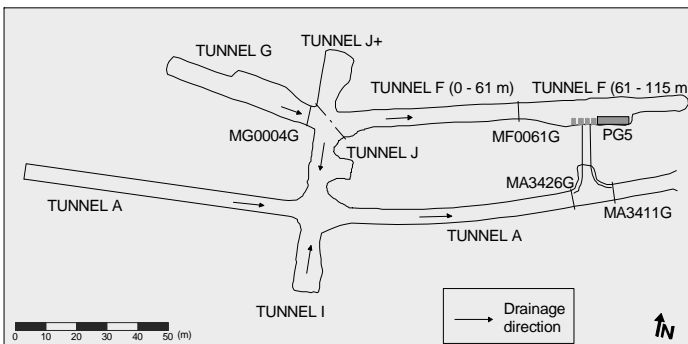 TUNNEL G
TUNNEL J+
TUNNEL F (0 - 61 m)
TUNNEL F (61 - 115 m
MG0004G
MF0061G
PG5
TUNNEL J
MA3426G
MA3411G
TUNNEL A
TUNNEL A
TUNNEL I
0 10 20 30 40 50 (m)
Drainage
direction
N